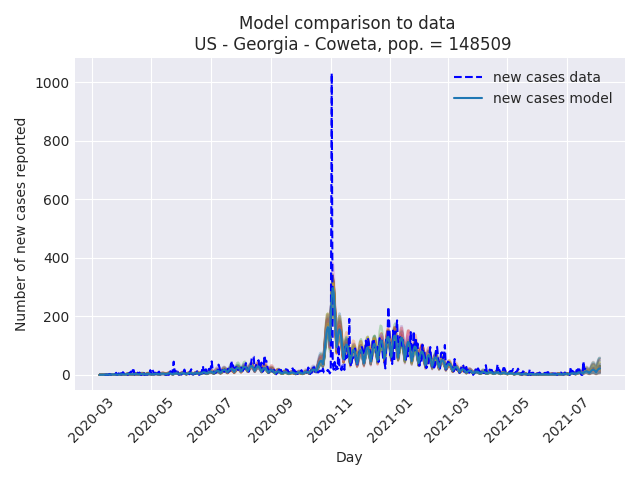 Model comparison to data
US - Georgia - Coweta, pop. = 148509
new cases data
new cases model
Number of new cases reported
1000
800
600
400
200
0
2020-03
2020-05
2020-07
2020-09
2020-11
2021-01
2021-03
2021-05
2021-07
Day